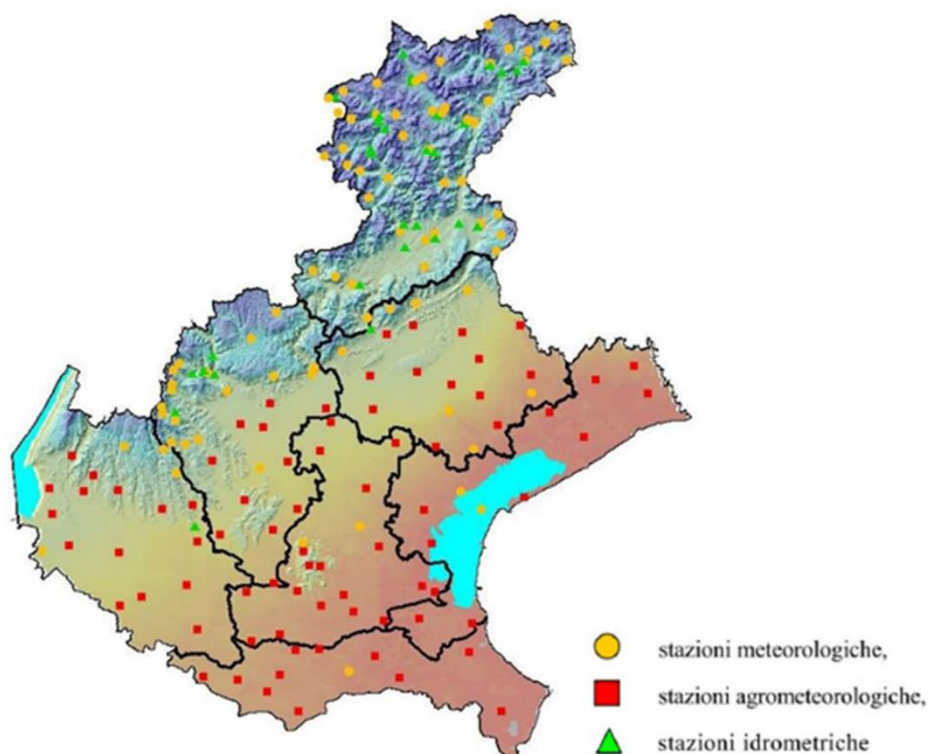 stazioni meteorologiche,
stazioni agrometeorologiche,
stazioni idrometriche